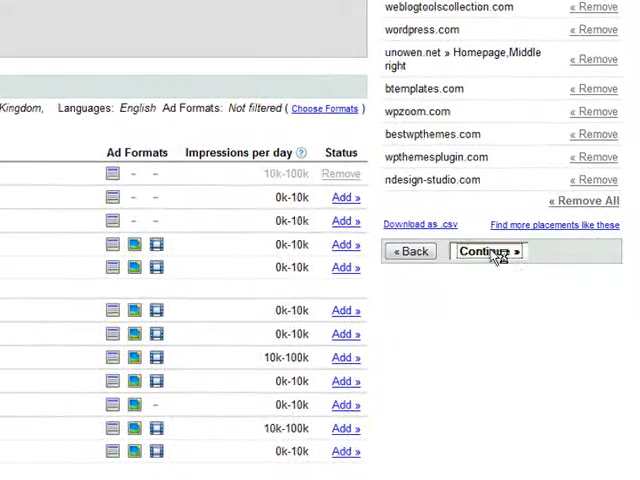 weblogtoolscollection.com « Remove
wordpress.com « Remove
unowen.net » Homepage,Middle
right « Remove
btemplates.com « Remove
wpzoom.com « Remove
bestwpthemes.com « Remove
wpthemesplugin.com « Remove
ndesign-studio.com « Remove
« Remove All
Download as .csv Find more placements like these
« Back Continue »
Kingdom, Languages: English Ad Formats: Not filtered ( Choose Formats )
Ad Formats Impressions per day ? Status
– – 10k-100k Remove
– – 0k-10k Add »
– – 0k-10k Add »
0k-10k Add »
0k-10k Add »
0k-10k Add »
0k-10k Add »
10k-100k Add »
0k-10k Add »
– 0k-10k Add »
10k-100k Add »
0k-10k Add »